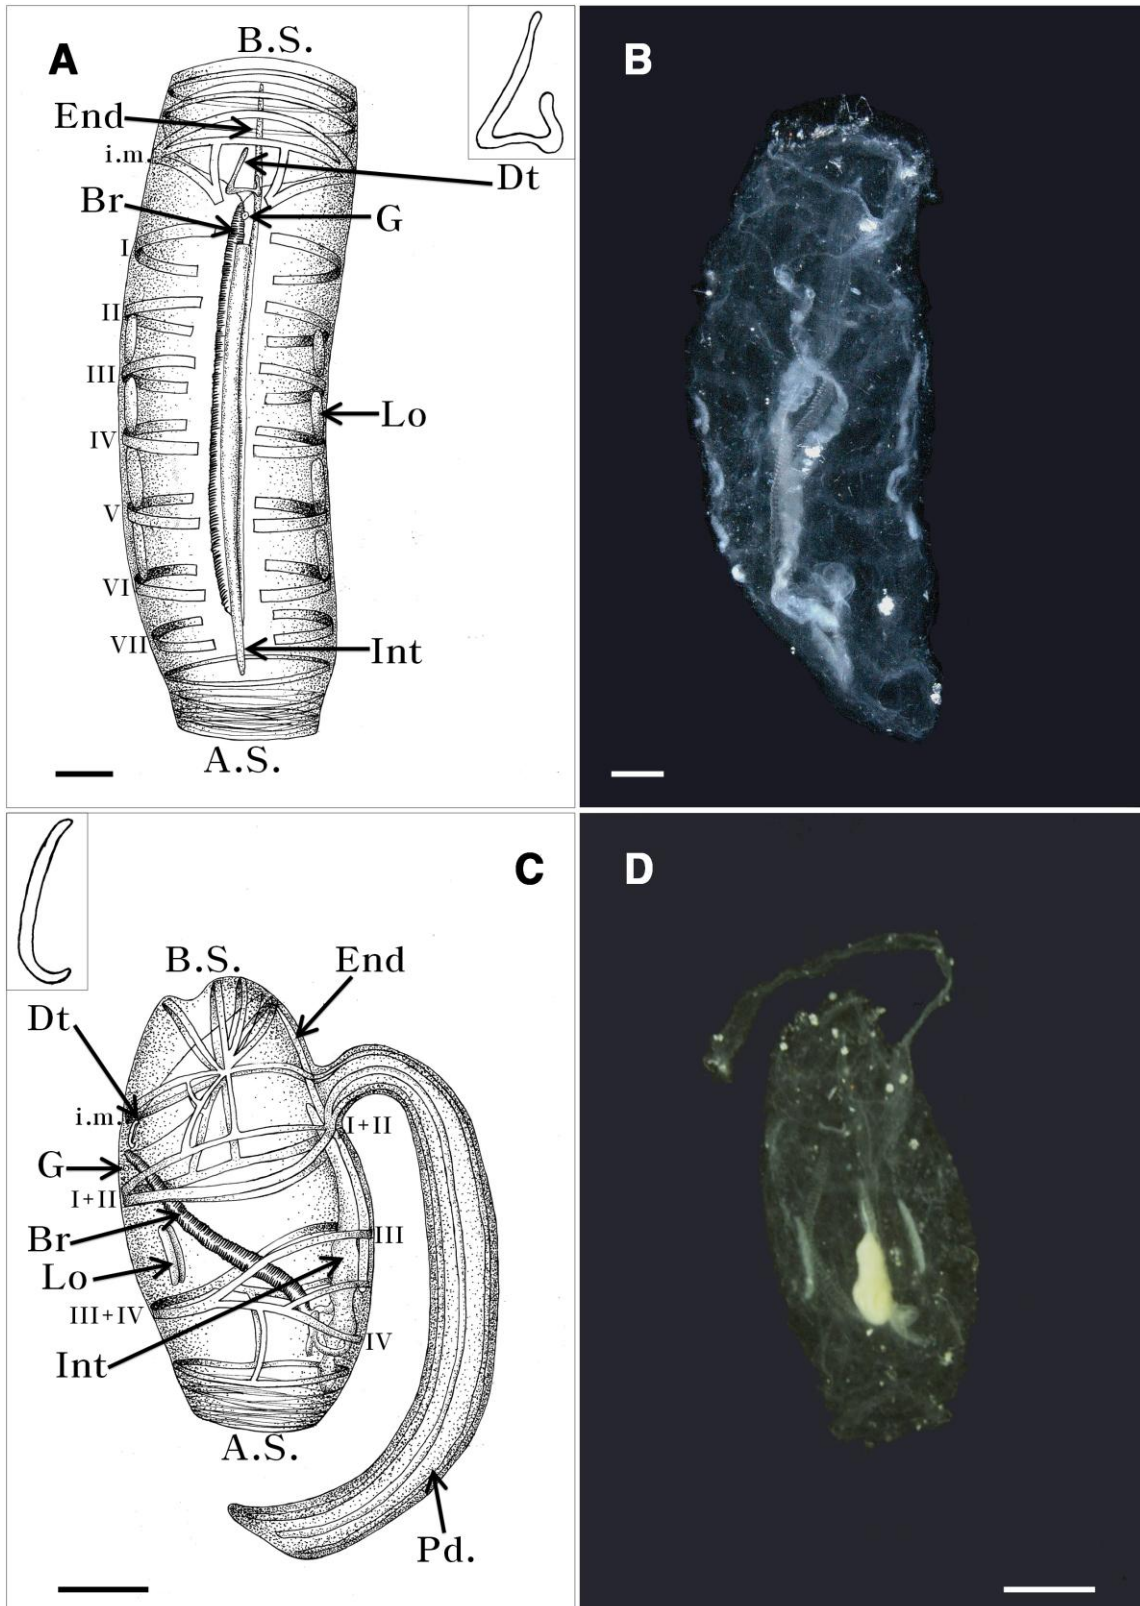 A
B.S.
End
i.m.
Dt
Br
G
I
II
III
Lo
IV
V
VI
VII
Int
A.S.
B
C
B.S.
End
Dt
i.m.
I+II
G
I+II
Br
III
Lo
III+IV
IV
Int
A.S.
Pd.
D